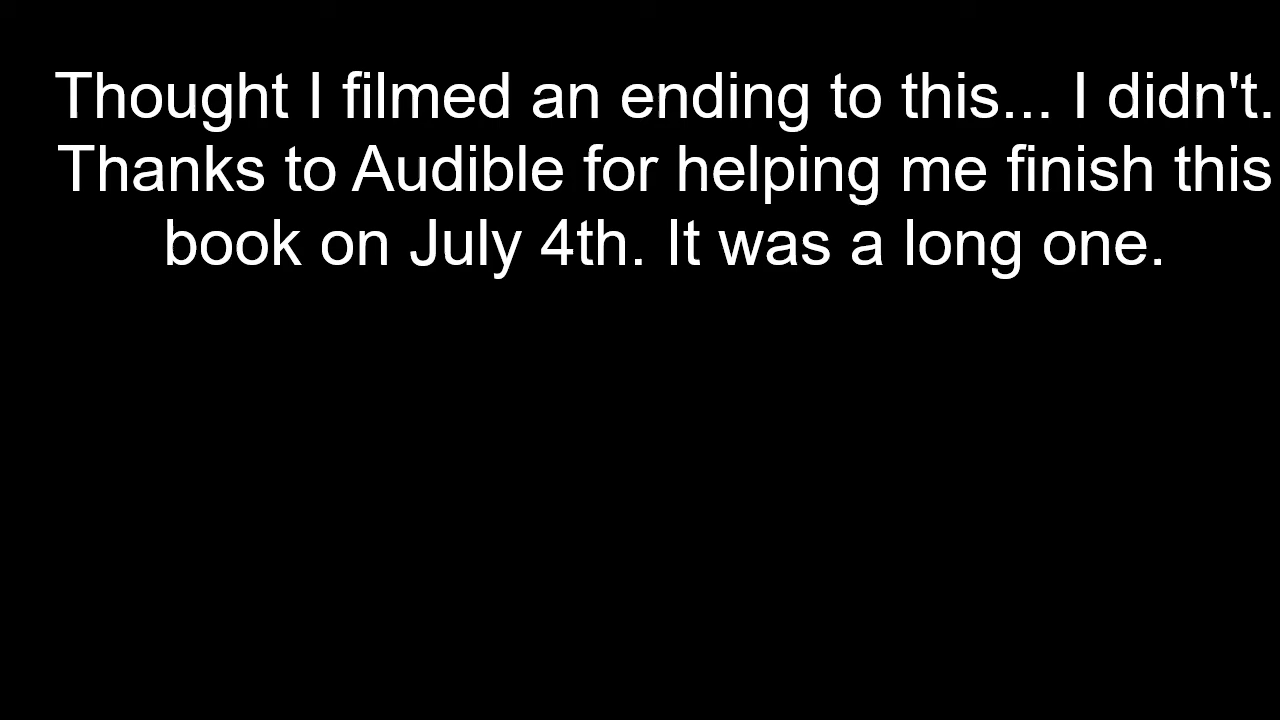 Thought I filmed an ending to this... I didn't.
Thanks to Audible for helping me finish this
book on July 4th. It was a long one.